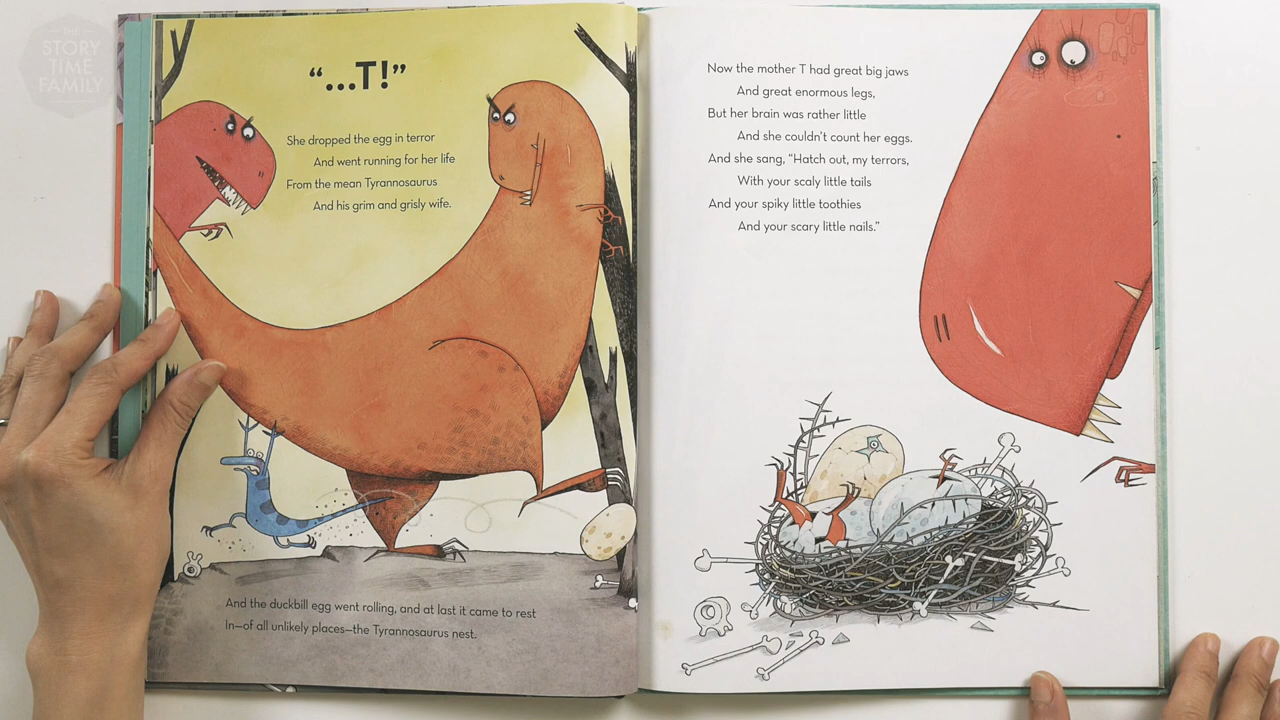 THE
STORY
TIME
FAMILY
“...T!”
She dropped the egg in terror
And went running for her life
From the mean Tyrannosaurus
And his grim and grisly wife.
And the duckbill egg went rolling, and at last it came to rest
In—of all unlikely places—the Tyrannosaurus nest.
Now the mother T had great big jaws
And great enormous legs,
But her brain was rather little
And she couldn’t count her eggs.
And she sang, “Hatch out, my terrors,
With your scaly little tails
And your spiky little toothies
And your scary little nails.”